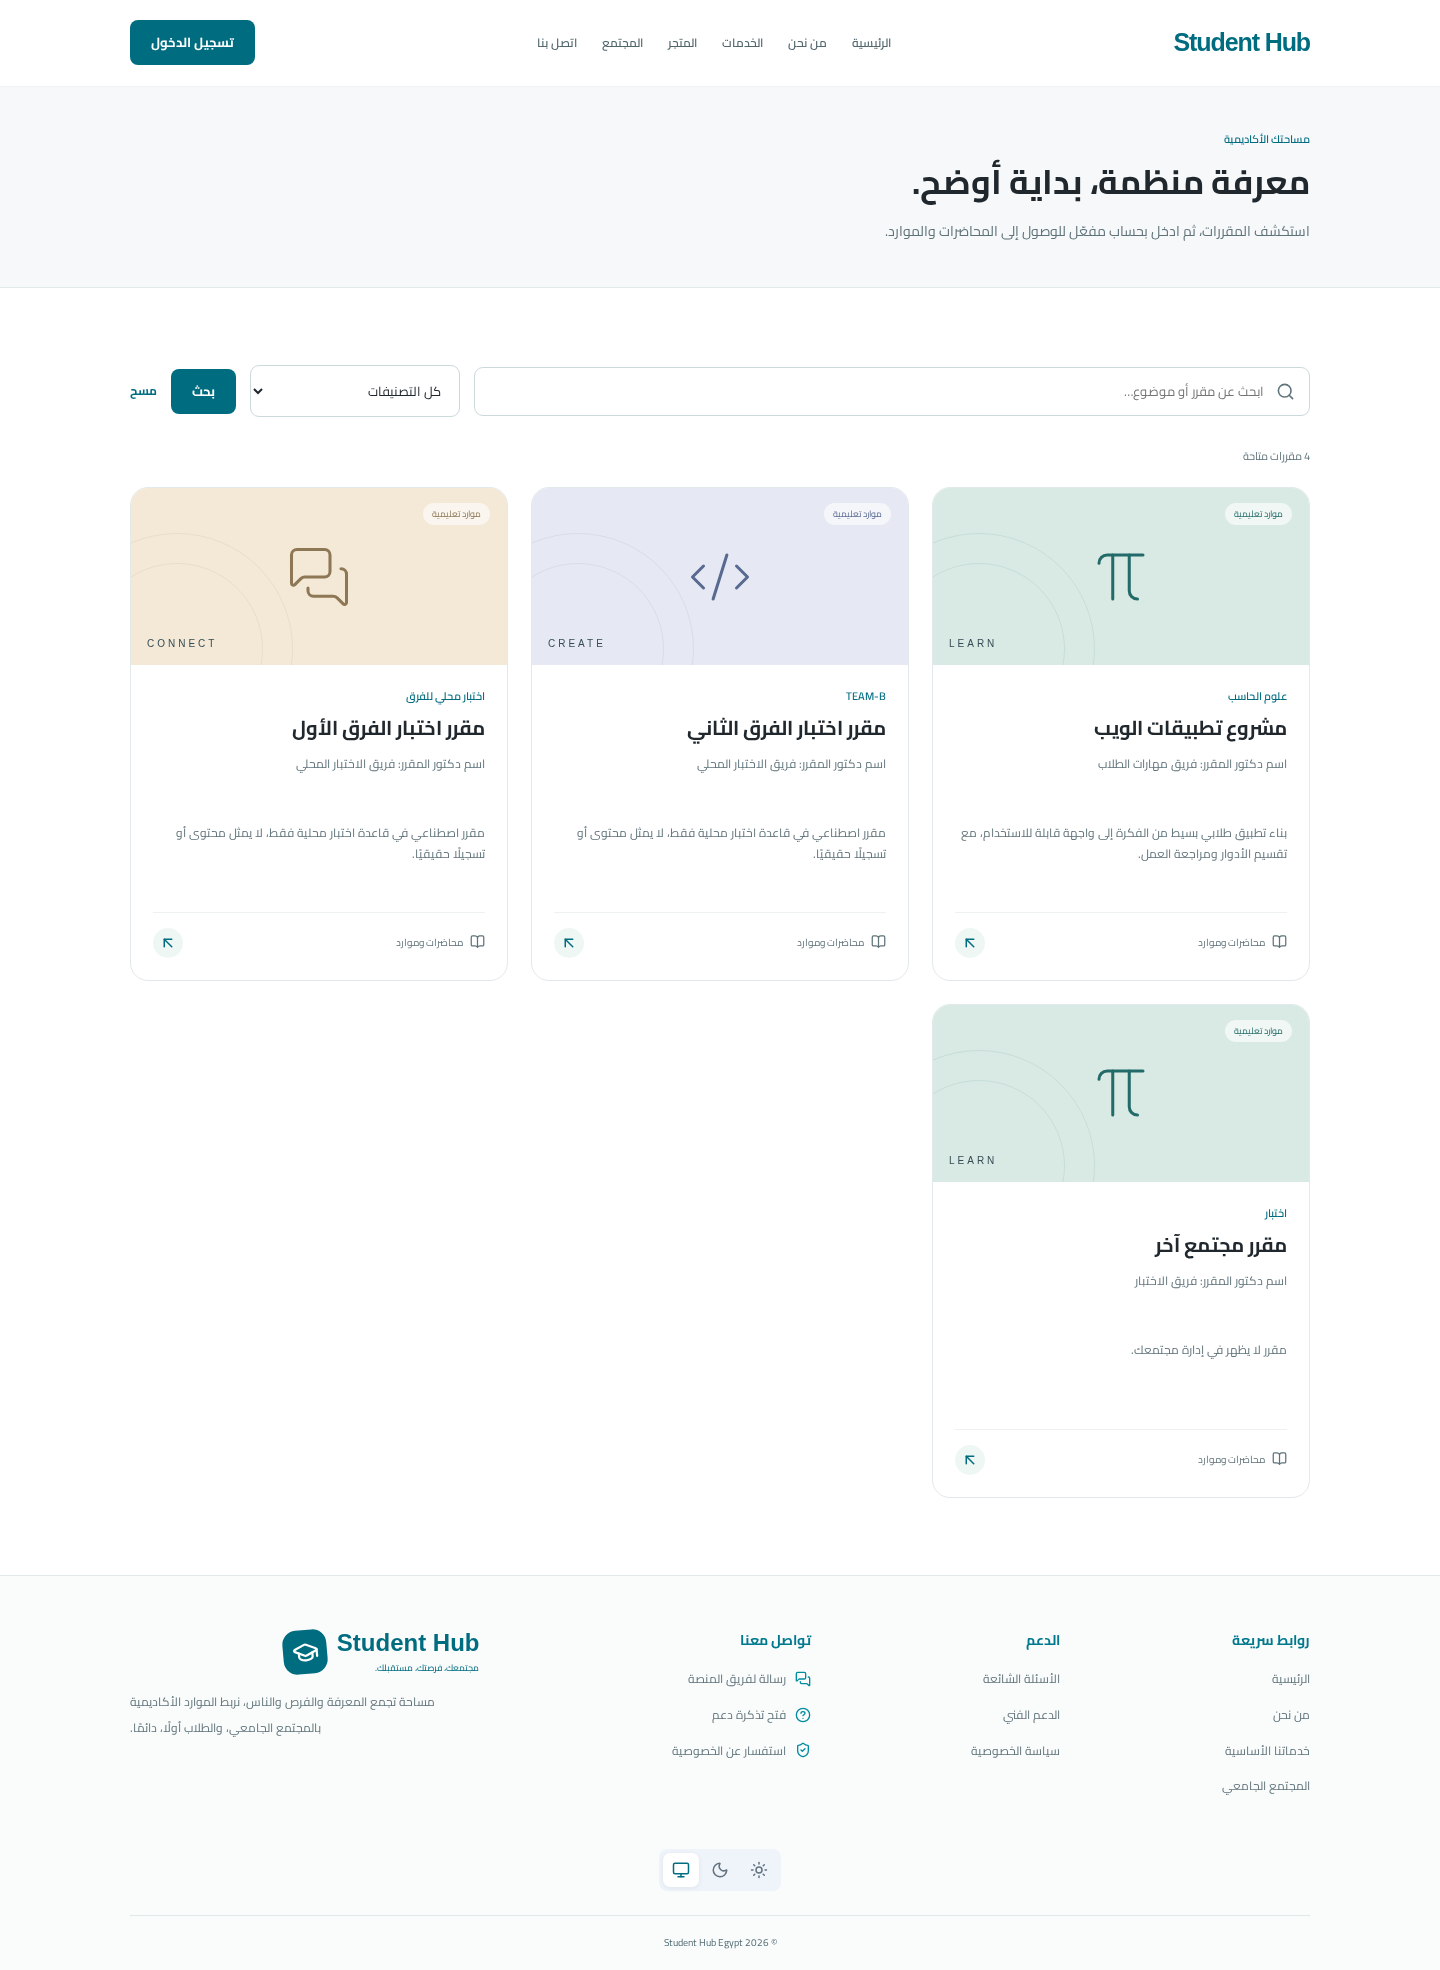 Student Hub
الرئيسية
من نحن
الخدمات
المتجر
المجتمع
اتصل بنا
تسجيل الدخول
مساحتك الأكاديمية
معرفة منظمة، بداية أوضح.
استكشف المقررات، ثم ادخل بحساب مفعّل للوصول إلى المحاضرات والموارد.
ابحث عن مقرر أو موضوع...
كل التصنيفات
بحث
مسح
4 مقررات متاحة
موارد تعليمية
LEARN
علوم الحاسب
مشروع تطبيقات الويب
اسم دكتور المقرر: فريق مهارات الطلاب
بناء تطبيق طلابي بسيط من الفكرة إلى واجهة قابلة للاستخدام، مع
تقسيم الأدوار ومراجعة العمل.
محاضرات وموارد
موارد تعليمية
CREATE
TEAM-B
مقرر اختبار الفرق الثاني
اسم دكتور المقرر: فريق الاختبار المحلي
مقرر اصطناعي في قاعدة اختبار محلية فقط، لا يمثل محتوى أو
تسجيلًا حقيقيًا.
محاضرات وموارد
موارد تعليمية
CONNECT
اختبار محلي للفرق
مقرر اختبار الفرق الأول
اسم دكتور المقرر: فريق الاختبار المحلي
مقرر اصطناعي في قاعدة اختبار محلية فقط، لا يمثل محتوى أو
تسجيلًا حقيقيًا.
محاضرات وموارد
موارد تعليمية
LEARN
اختبار
مقرر مجتمع آخر
اسم دكتور المقرر: فريق الاختبار
مقرر لا يظهر في إدارة مجتمعك.
محاضرات وموارد
روابط سريعة
الرئيسية
من نحن
خدماتنا الأساسية
المجتمع الجامعي
الدعم
الأسئلة الشائعة
الدعم الفني
سياسة الخصوصية
تواصل معنا
رسالة لفريق المنصة
فتح تذكرة دعم
استفسار عن الخصوصية
Student Hub
مجتمعك، فرصتك، مستقبلك.
مساحة تجمع المعرفة والفرص والناس، نربط الموارد الأكاديمية
بالمجتمع الجامعي، والطلاب أولًا، دائمًا.
© 2026 Student Hub Egypt